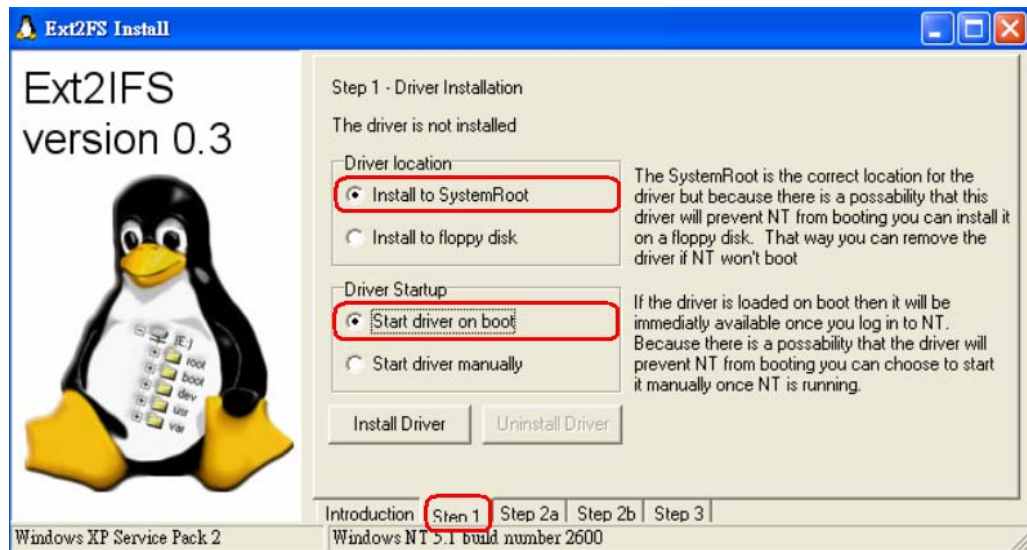 Ext2FS Install
Ext2IFS
version 0.3
(E:)
root
boot
dev
usr
var
Step 1 - Driver Installation
The driver is not installed
Driver location
Install to SystemRoot
Install to floppy disk
The SystemRoot is the correct location for the
driver but because there is a possability that this
driver will prevent NT from booting you can install it
on a floppy disk. That way you can remove the
driver if NT won't boot
Driver Startup
Start driver on boot
Start driver manually
If the driver is loaded on boot then it will be
immediatly available once you log in to NT.
Because there is a possability that the driver will
prevent NT from booting you can choose to start
it manually once NT is running.
Install Driver
Uninstall Driver
Introduction
Step 1
Step 2a
Step 2b
Step 3
Windows XP Service Pack 2
Windows NT 5.1 build number 2600